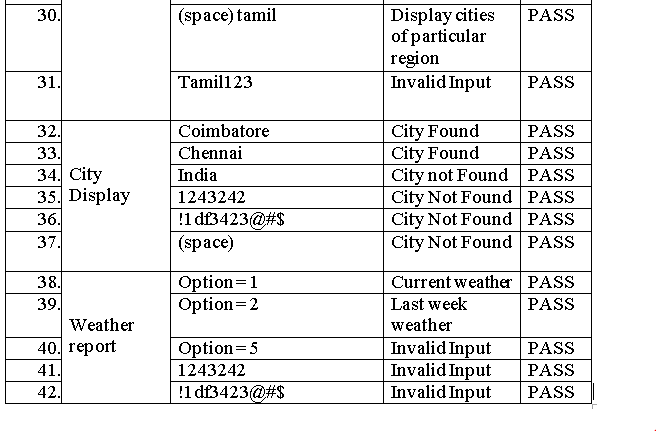 30. (space) tamil Display cities PASS
of particular
region
31. Tamil123 Invalid Input PASS
32. Coimbatore City Found PASS
33. Chennai City Found PASS
34. City India City not Found PASS
35. Display 1243242 City Not Found PASS
36. !1df3423@#$ City Not Found PASS
37. (space) City Not Found PASS
38. Option=1 Current weather PASS
39. Option=2 Last week PASS
Weather weather
40. report Option=5 Invalid Input PASS
41. 1243242 Invalid Input PASS
42. !1df3423@#$ Invalid Input PASS